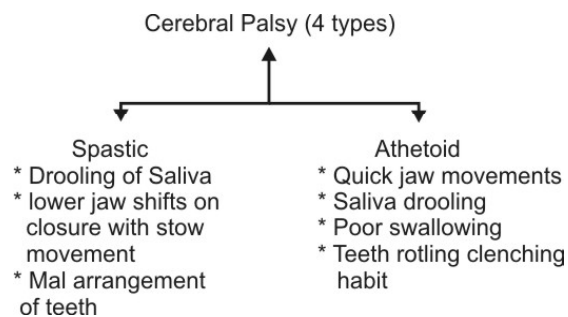 Cerebral Palsy (4 types)
Spastic
* Drooling of Saliva
* lower jaw shifts on
closure with stow
movement
* Mal arrangement
of teeth
Athetoid
* Quick jaw movements
* Saliva drooling
* Poor swallowing
* Teeth rotling clenching
habit